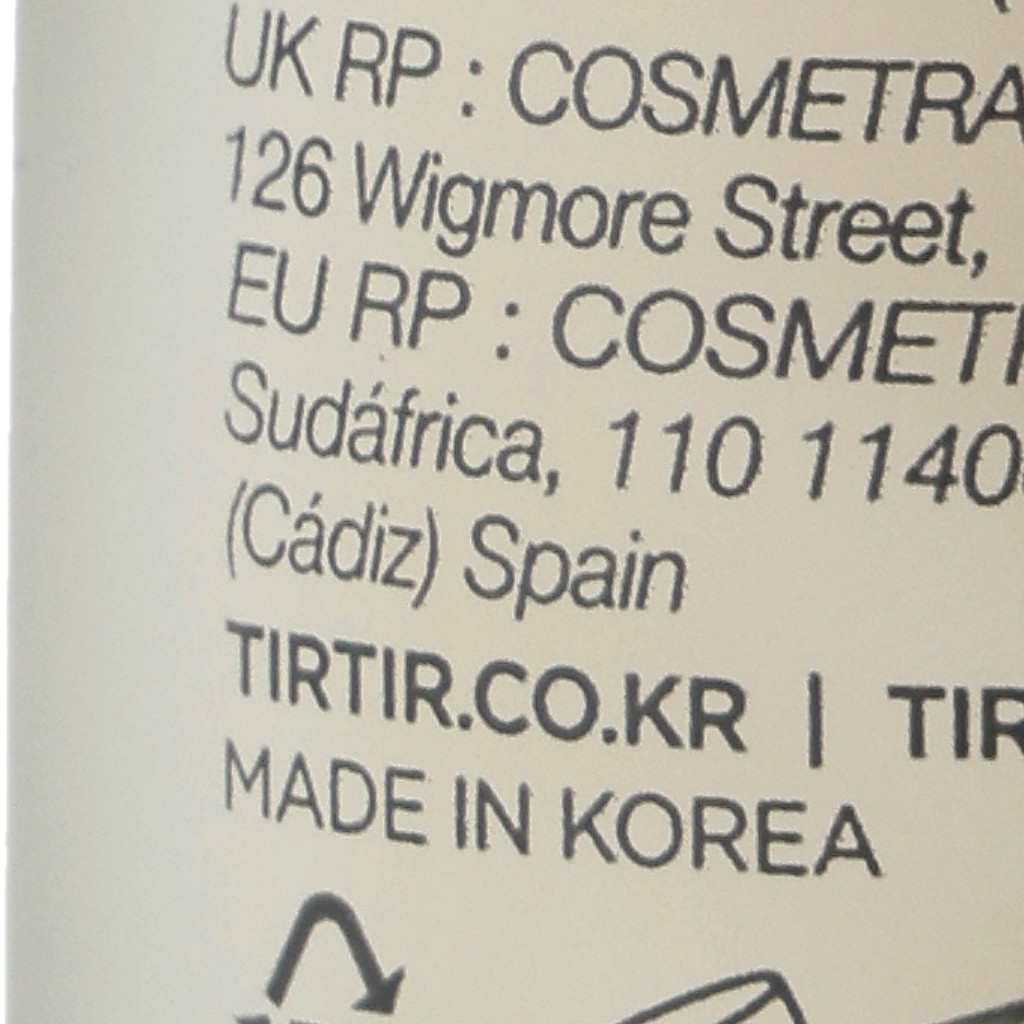 UK RP : COSMETRA
126 Wigmore Street,
EU RP : COSMET
Sudáfrica, 110 1140
(Cádiz) Spain
TIRTIR.CO.KR | TIR
MADE IN KOREA